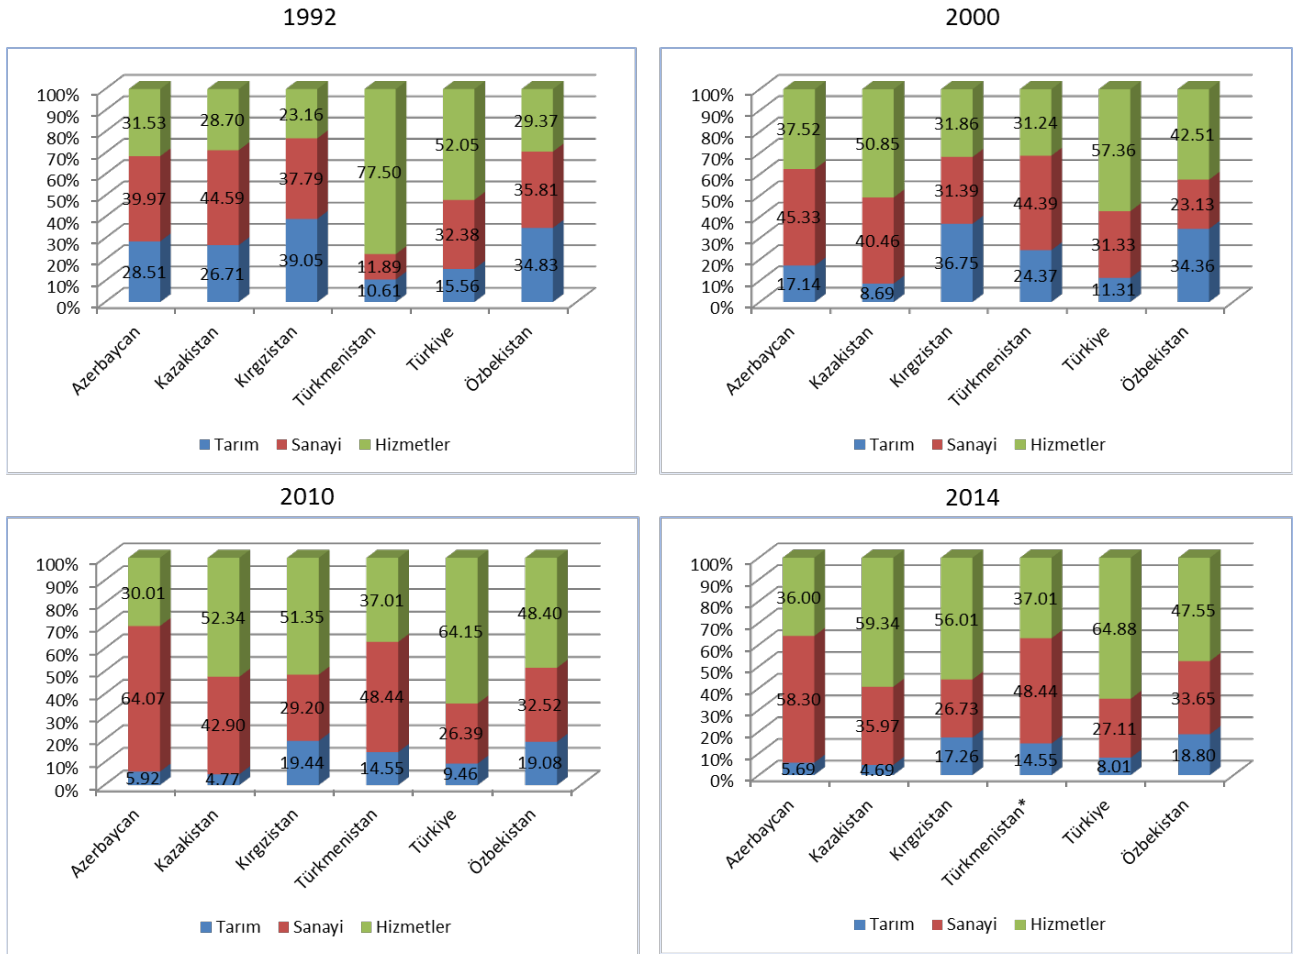 1992
100%
90%
80%
70%
60%
50%
40%
30%
20%
10%
0%
31.53 28.70 23.16 77.50 52.05 29.37
39.97 44.59 37.79 11.89 32.38 35.81
28.51 26.71 39.05 10.61 15.56 34.83
Azerbaycan Kazakistan Kırgızistan Türkmenistan Türkiye Özbekistan
Tarım Sanayi Hizmetler
2000
100%
90%
80%
70%
60%
50%
40%
30%
20%
10%
0%
37.52 50.85 31.86 31.24 57.36 42.51
45.33 40.46 31.39 44.39 31.33 23.13
17.14 8.69 36.75 24.37 11.31 34.36
Azerbaycan Kazakistan Kırgızistan Türkmenistan Türkiye Özbekistan
Tarım Sanayi Hizmetler
2010
100%
90%
80%
70%
60%
50%
40%
30%
20%
10%
0%
30.01 52.34 51.35 37.01 64.15 48.40
64.07 42.90 29.20 48.44 26.39 32.52
5.92 4.77 19.44 14.55 9.46 19.08
Azerbaycan Kazakistan Kırgızistan Türkmenistan Türkiye Özbekistan
Tarım Sanayi Hizmetler
2014
100%
90%
80%
70%
60%
50%
40%
30%
20%
10%
0%
36.00 59.34 56.01 37.01 64.88 47.55
58.30 35.97 26.73 48.44 27.11 33.65
5.69 4.69 17.26 14.55 8.01 18.80
Azerbaycan Kazakistan Kırgızistan Türkmenistan* Türkiye Özbekistan
Tarım Sanayi Hizmetler